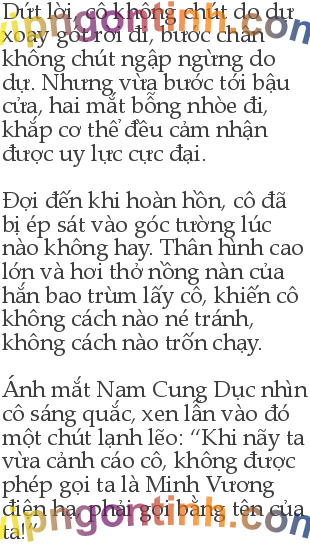 Dứt lời, cô không chút do dự
xoay gót rời đi, bước chân
không chút ngập ngừng do
dự. Nhưng vừa bước tới bậu
cửa, hai mắt bỗng nhòe đi,
khắp cơ thể đều cảm nhận
được uy lực cực đại.
Đợi đến khi hoàn hồn, cô đã
bị ép sát vào góc tường lúc
nào không hay. Thân hình cao
lớn và hơi thở nồng nàn của
hắn bao trùm lấy cô, khiến cô
không cách nào né tránh,
không cách nào trốn chạy.
Ánh mắt Nam Cung Dục nhìn
cô sáng quắc, xen lẫn vào đó
một chút lạnh lẽo: “Khi nãy ta
vừa cảnh cáo cô, không được
phép gọi ta là Minh Vương
điện hạ, phải gọi bằng tên của
ta!”
vipngontinh.com
vipngontinh.com